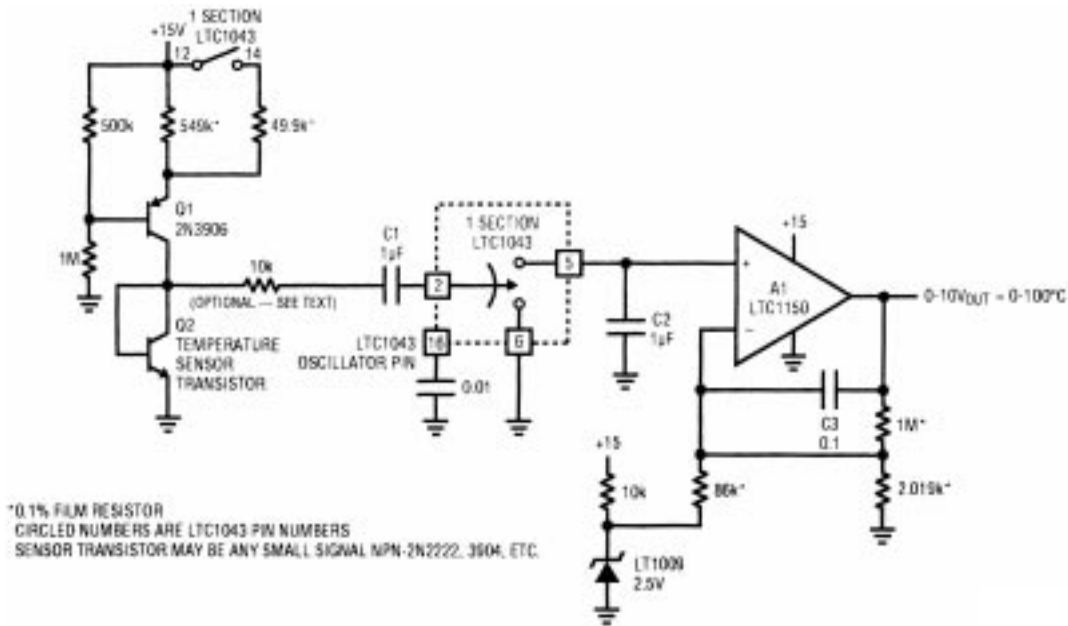 1 SECTION
LTC1043
+15V
12
14
500k
549k*
49.9k*
Q1
2N3906
1M
10k
(OPTIONAL — SEE TEXT)
C1
1µF
2
1 SECTION
LTC1043
5
6
16
LTC1043
OSCILLATOR PIN
0.01
Q2
TEMPERATURE
SENSOR
TRANSISTOR
C2
1µF
+15
+
−
A1
LTC1150
0-10VOUT = 0-100°C
C3
0.1
1M*
2.019k*
+15
10k
86k*
LT1009
2.5V
*0.1% FILM RESISTOR
CIRCLED NUMBERS ARE LTC1043 PIN NUMBERS
SENSOR TRANSISTOR MAY BE ANY SMALL SIGNAL NPN-2N2222, 3904, ETC.